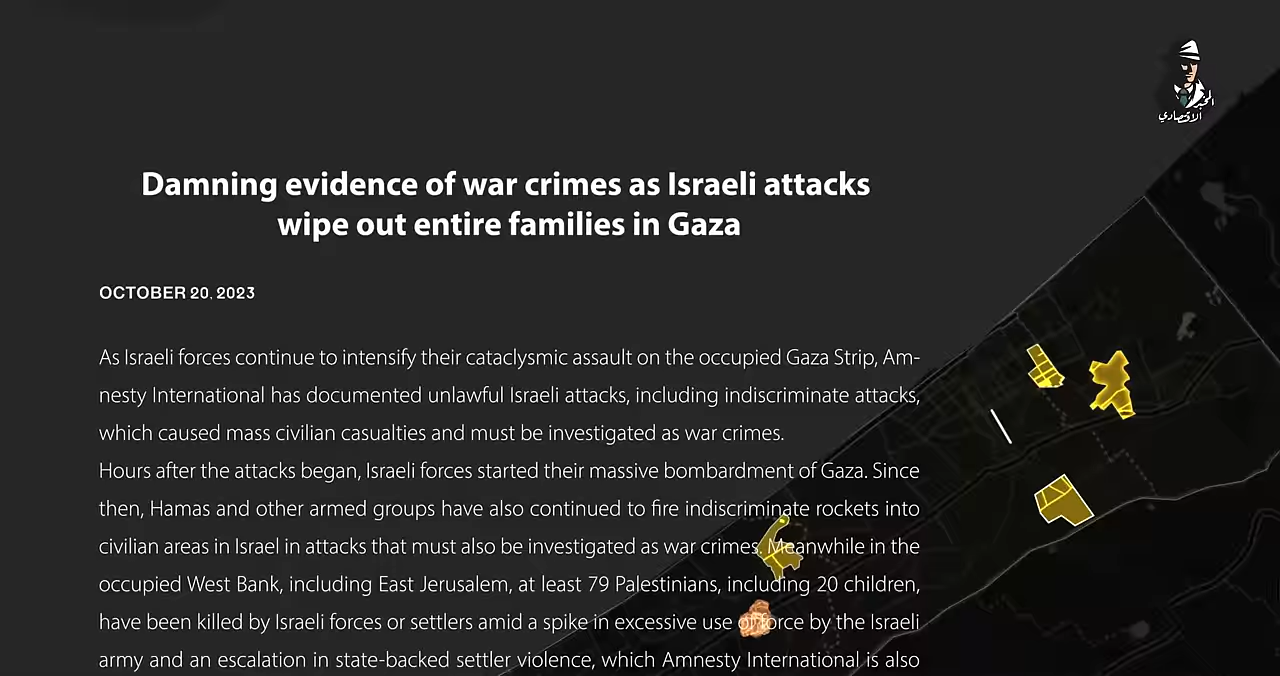 المخبر
الاقتصادي
Damning evidence of war crimes as Israeli attacks
wipe out entire families in Gaza
OCTOBER 20, 2023
As Israeli forces continue to intensify their cataclysmic assault on the occupied Gaza Strip, Am-
nesty International has documented unlawful Israeli attacks, including indiscriminate attacks,
which caused mass civilian casualties and must be investigated as war crimes.
Hours after the attacks began, Israeli forces started their massive bombardment of Gaza. Since
then, Hamas and other armed groups have also continued to fire indiscriminate rockets into
civilian areas in Israel in attacks that must also be investigated as war crimes. Meanwhile in the
occupied West Bank, including East Jerusalem, at least 79 Palestinians, including 20 children,
have been killed by Israeli forces or settlers amid a spike in excessive use of force by the Israeli
army and an escalation in state-backed settler violence, which Amnesty International is also